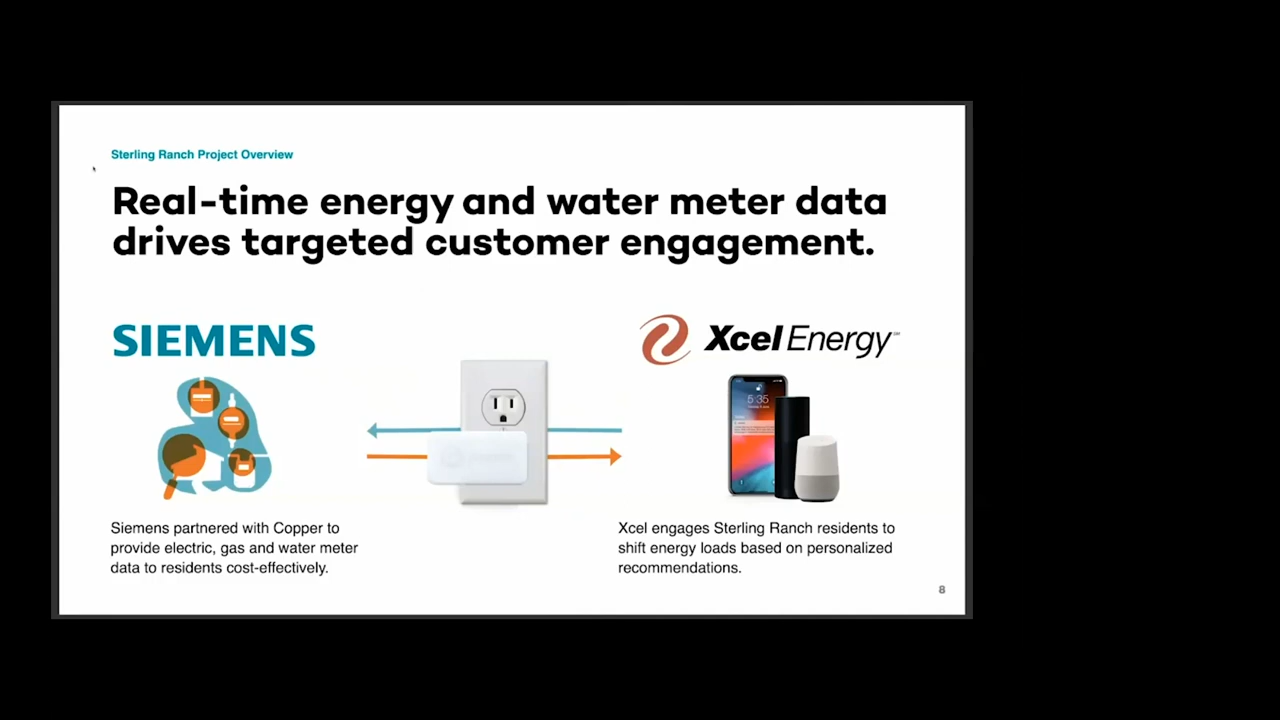 Sterling Ranch Project Overview
Real-time energy and water meter data
drives targeted customer engagement.
SIEMENS
Xcel Energy
5:35
Siemens partnered with Copper to
provide electric, gas and water meter
data to residents cost-effectively.
Xcel engages Sterling Ranch residents to
shift energy loads based on personalized
recommendations.
8